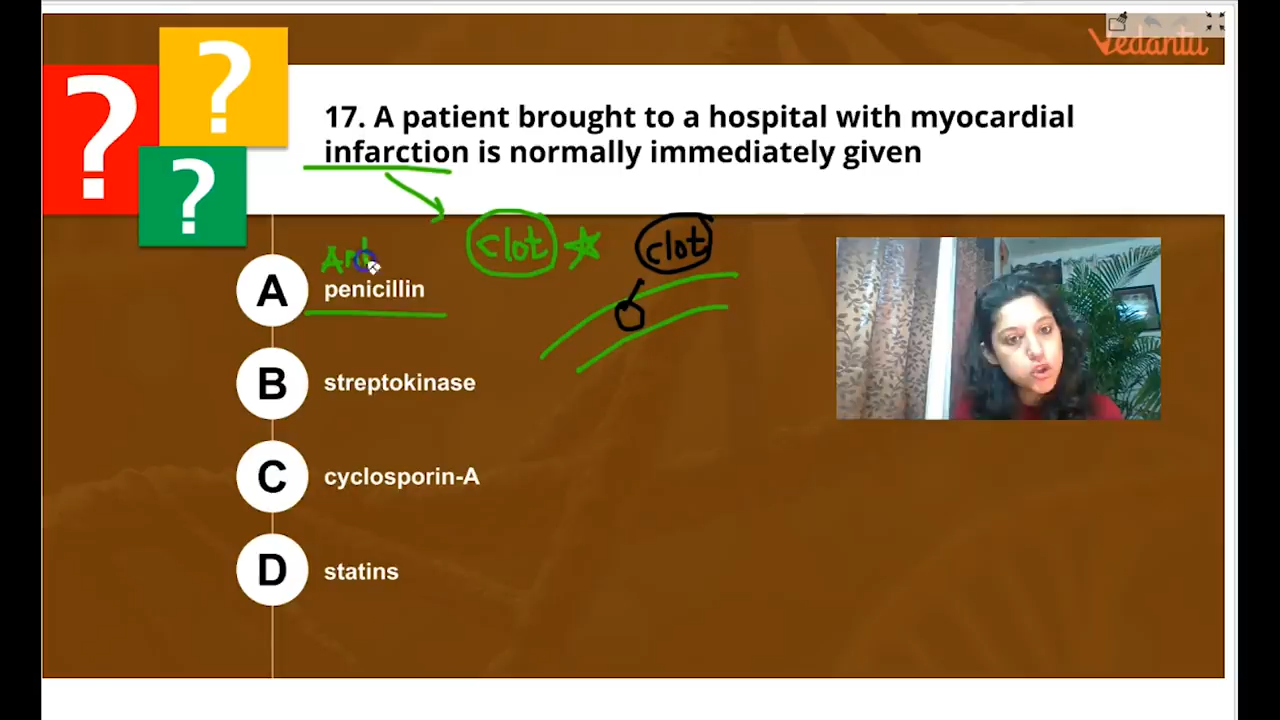 Vedantu
?
?
?
17. A patient brought to a hospital with myocardial
infarction is normally immediately given
clot
clot
A
penicillin
B
streptokinase
C
cyclosporin-A
D
statins